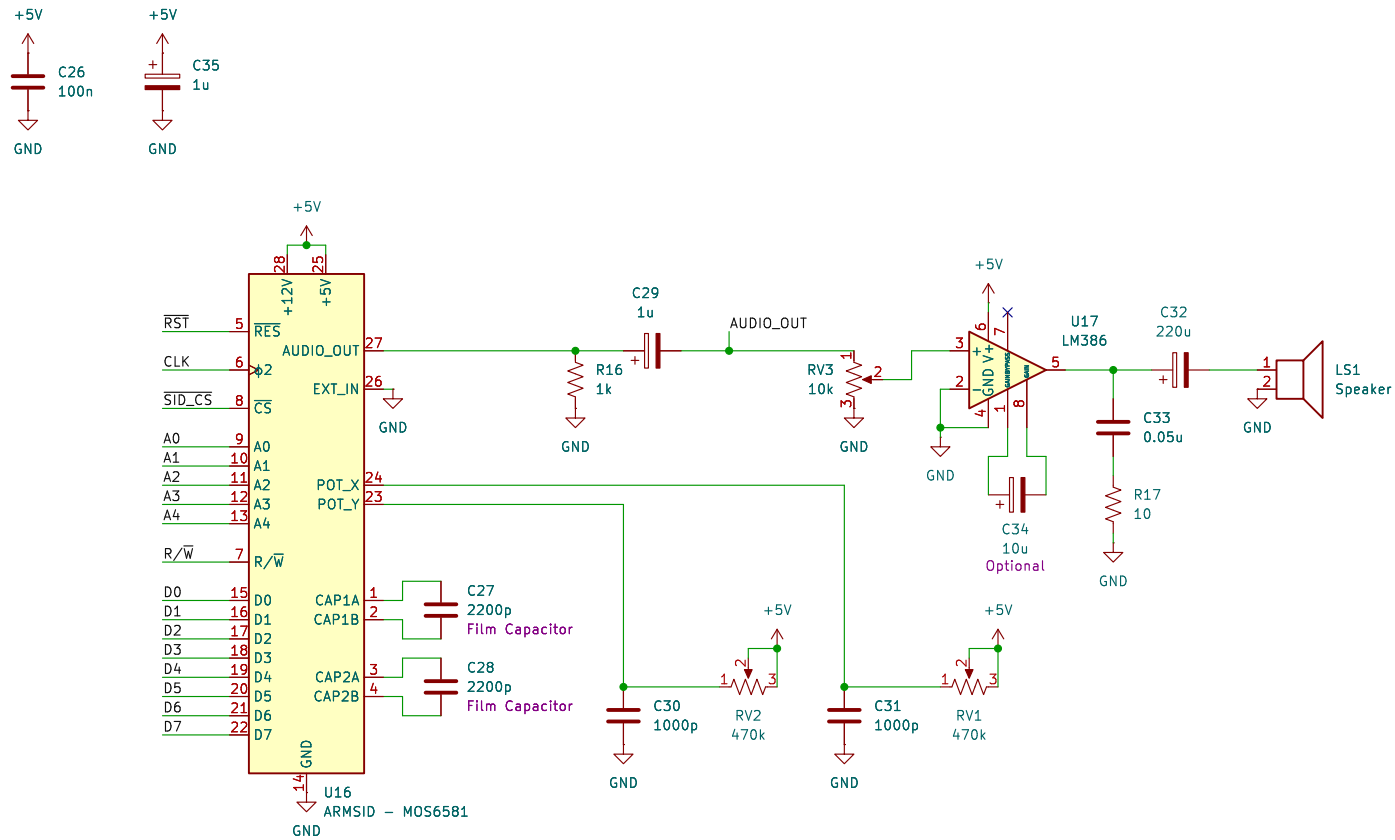 +5V
+5V
C26
100n
+
C35
1u
GND
GND
+5V
28
25
+12V
+5V
RST
5
RES
CLK
6
ϕ2
SID_CS
8
CS
A0
9
A0
A1
10
A1
A2
11
A2
A3
12
A3
A4
13
A4
R/W
7
R/W
D0
15
D0
D1
16
D1
D2
17
D2
D3
18
D3
D4
19
D4
D5
20
D5
D6
21
D6
D7
22
D7
AUDIO_OUT
27
EXT_IN
26
GND
POT_X
24
POT_Y
23
CAP1A
1
CAP1B
2
CAP2A
3
CAP2B
4
GND
14
GND
U16
ARMSID - MOS6581
C27
2200p
Film Capacitor
C28
2200p
Film Capacitor
R16
1k
GND
C29
1u
+
AUDIO_OUT
RV3
10k
1
2
3
GND
+5V
6
7
3
+
V+
2
-
GND
4
1
8
GAIN
BYPASS
GAIN
5
U17
LM386
GND
+
C34
10u
Optional
C32
220u
+
C33
0.05u
R17
10
GND
1
2
GND
LS1
Speaker
C30
1000p
GND
+5V
1
2
3
RV2
470k
C31
1000p
GND
+5V
1
2
3
RV1
470k